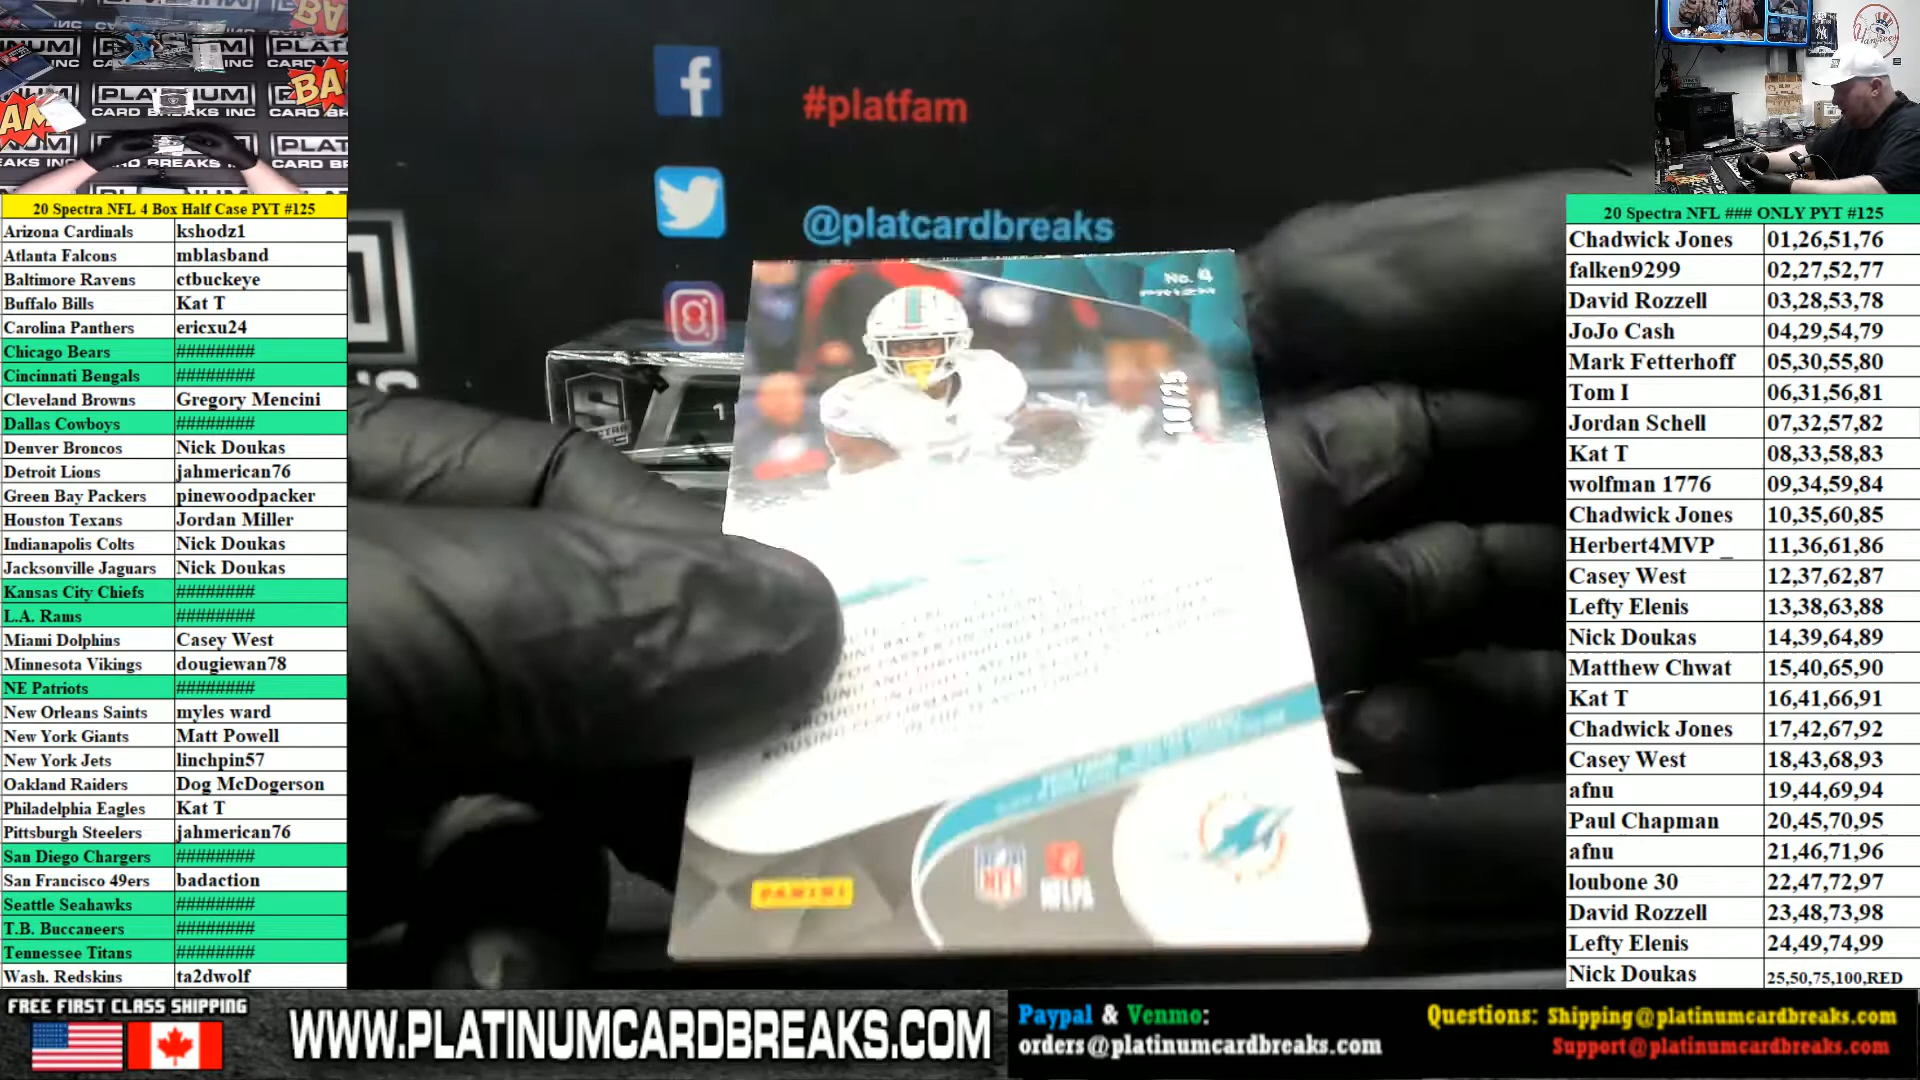 PLATINUM
CARD BREAKS INC
20 Spectra NFL 4 Box Half Case PYT #125
Arizona Cardinals kshodz1
Atlanta Falcons mblasband
Baltimore Ravens ctbuckeye
Buffalo Bills Kat T
Carolina Panthers ericxu24
Chicago Bears ########
Cincinnati Bengals ########
Cleveland Browns Gregory Mencini
Dallas Cowboys ########
Denver Broncos Nick Doukas
Detroit Lions jahmerican76
Green Bay Packers pinewoodpacker
Houston Texans Jordan Miller
Indianapolis Colts Nick Doukas
Jacksonville Jaguars Nick Doukas
Kansas City Chiefs ########
L.A. Rams ########
Miami Dolphins Casey West
Minnesota Vikings dougiewan78
NE Patriots ########
New Orleans Saints myles ward
New York Giants Matt Powell
New York Jets linchpin57
Oakland Raiders Dog McDogerson
Philadelphia Eagles Kat T
Pittsburgh Steelers jahmerican76
San Diego Chargers ########
San Francisco 49ers badaction
Seattle Seahawks ########
T.B. Buccaneers ########
Tennessee Titans ########
Wash. Redskins ta2dwolf
#platfam
@platcardbreaks
No. 4
PRIZM
10/25
PANINI
NFL
NFLPA
Yankees
20 Spectra NFL ### ONLY PYT #125
Chadwick Jones 01,26,51,76
falken9299 02,27,52,77
David Rozzell 03,28,53,78
JoJo Cash 04,29,54,79
Mark Fetterhoff 05,30,55,80
Tom I 06,31,56,81
Jordan Schell 07,32,57,82
Kat T 08,33,58,83
wolfman 1776 09,34,59,84
Chadwick Jones 10,35,60,85
Herbert4MVP _ 11,36,61,86
Casey West 12,37,62,87
Lefty Elenis 13,38,63,88
Nick Doukas 14,39,64,89
Matthew Chwat 15,40,65,90
Kat T 16,41,66,91
Chadwick Jones 17,42,67,92
Casey West 18,43,68,93
afnu 19,44,69,94
Paul Chapman 20,45,70,95
afnu 21,46,71,96
loubone 30 22,47,72,97
David Rozzell 23,48,73,98
Lefty Elenis 24,49,74,99
Nick Doukas 25,50,75,100,RED
FREE FIRST CLASS SHIPPING
WWW.PLATINUMCARDBREAKS.COM
Paypal & Venmo:
orders@platinumcardbreaks.com
Questions: Shipping@platinumcardbreaks.com
Support@platinumcardbreaks.com